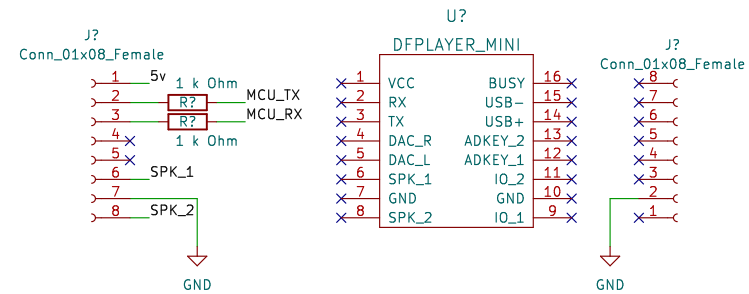 J?
Conn_01x08_Female
1
5v
2
R?
1 k Ohm
MCU_TX
3
R?
1 k Ohm
MCU_RX
4
5
6
SPK_1
7
8
SPK_2
GND
U?
DFPLAYER_MINI
1 VCC BUSY 16
2 RX USB- 15
3 TX USB+ 14
4 DAC_R ADKEY_2 13
5 DAC_L ADKEY_1 12
6 SPK_1 IO_2 11
7 GND GND 10
8 SPK_2 IO_1 9
J?
Conn_01x08_Female
8
7
6
5
4
3
2
1
GND